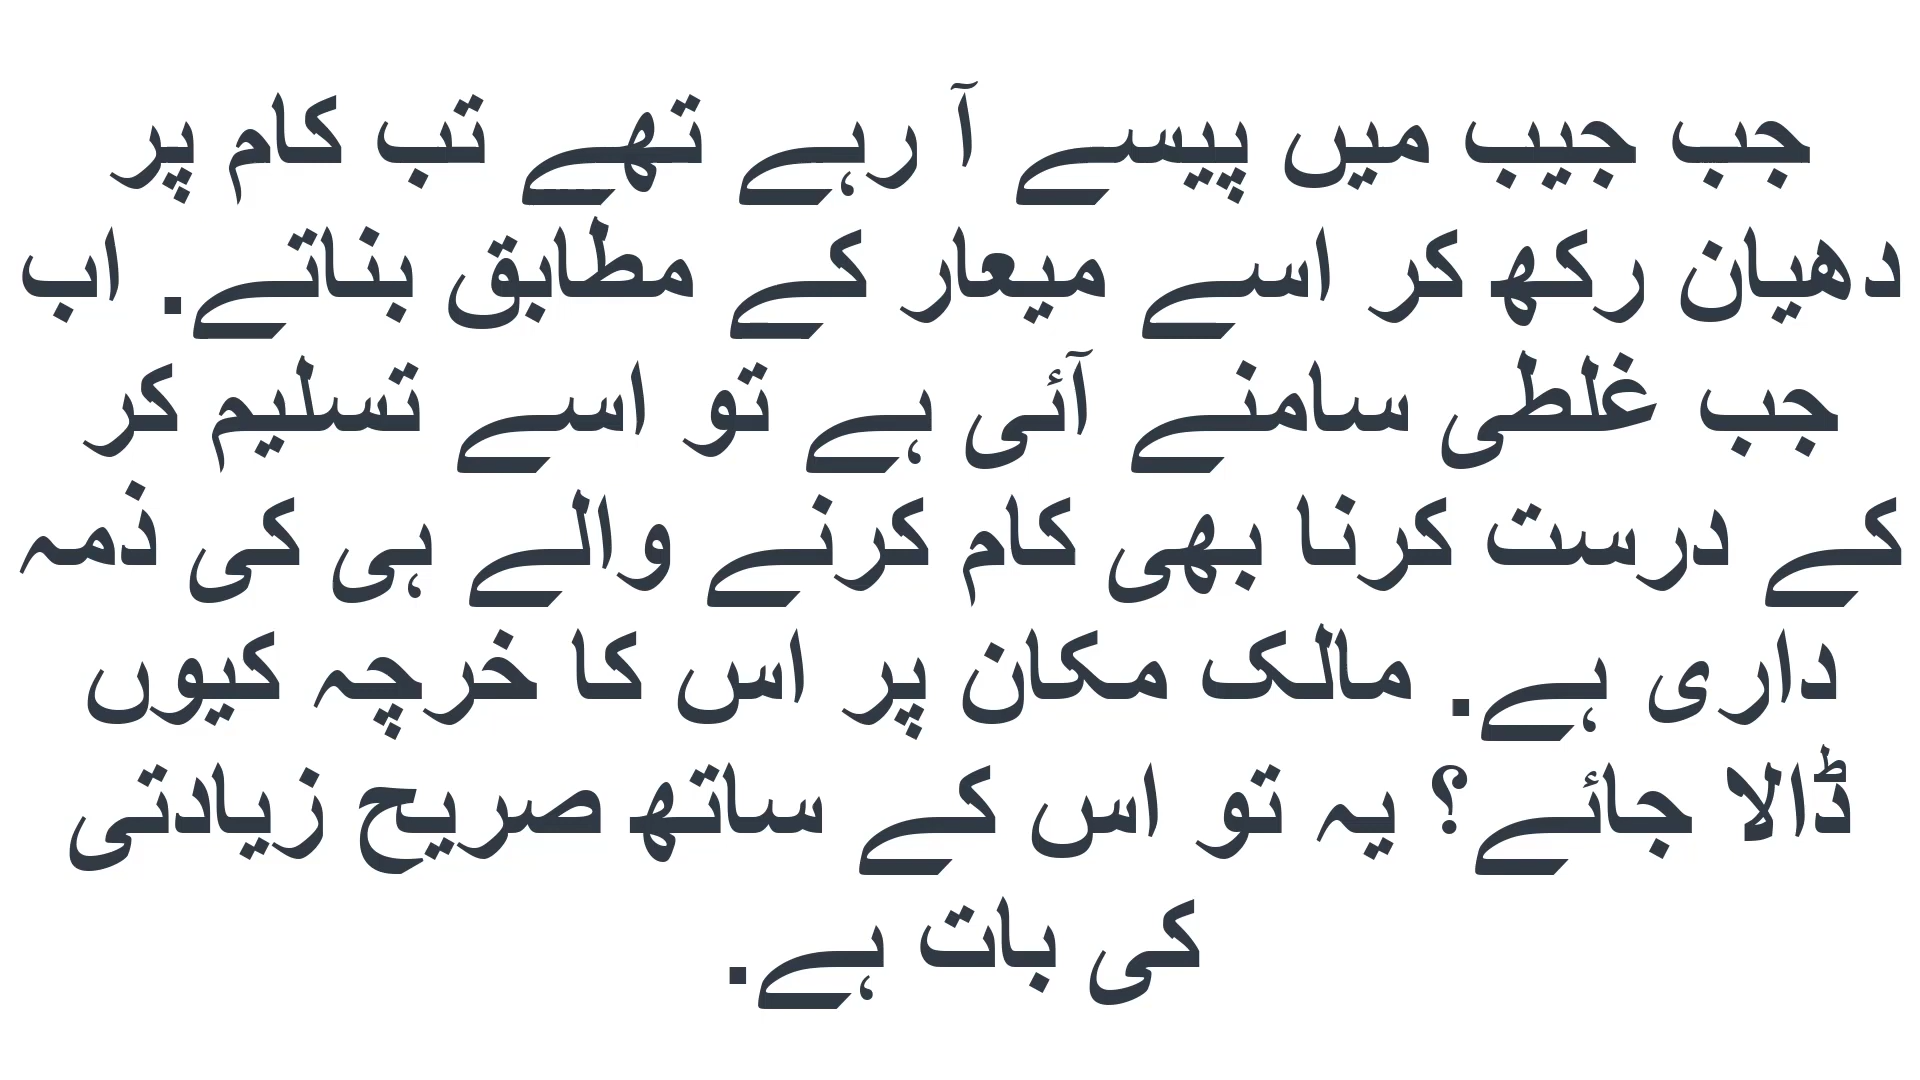 جب جیب میں پیسے آ رہے تھے تب کام پر
دھیان رکھ کر اسے میعار کے مطابق بناتے. اب
جب غلطی سامنے آئی ہے تو اسے تسلیم کر
کے درست کرنا بھی کام کرنے والے ہی کی ذمہ
داری ہے. مالک مکان پر اس کا خرچہ کیوں
ڈالا جائے؟ یہ تو اس کے ساتھ صریح زیادتی
کی بات ہے.